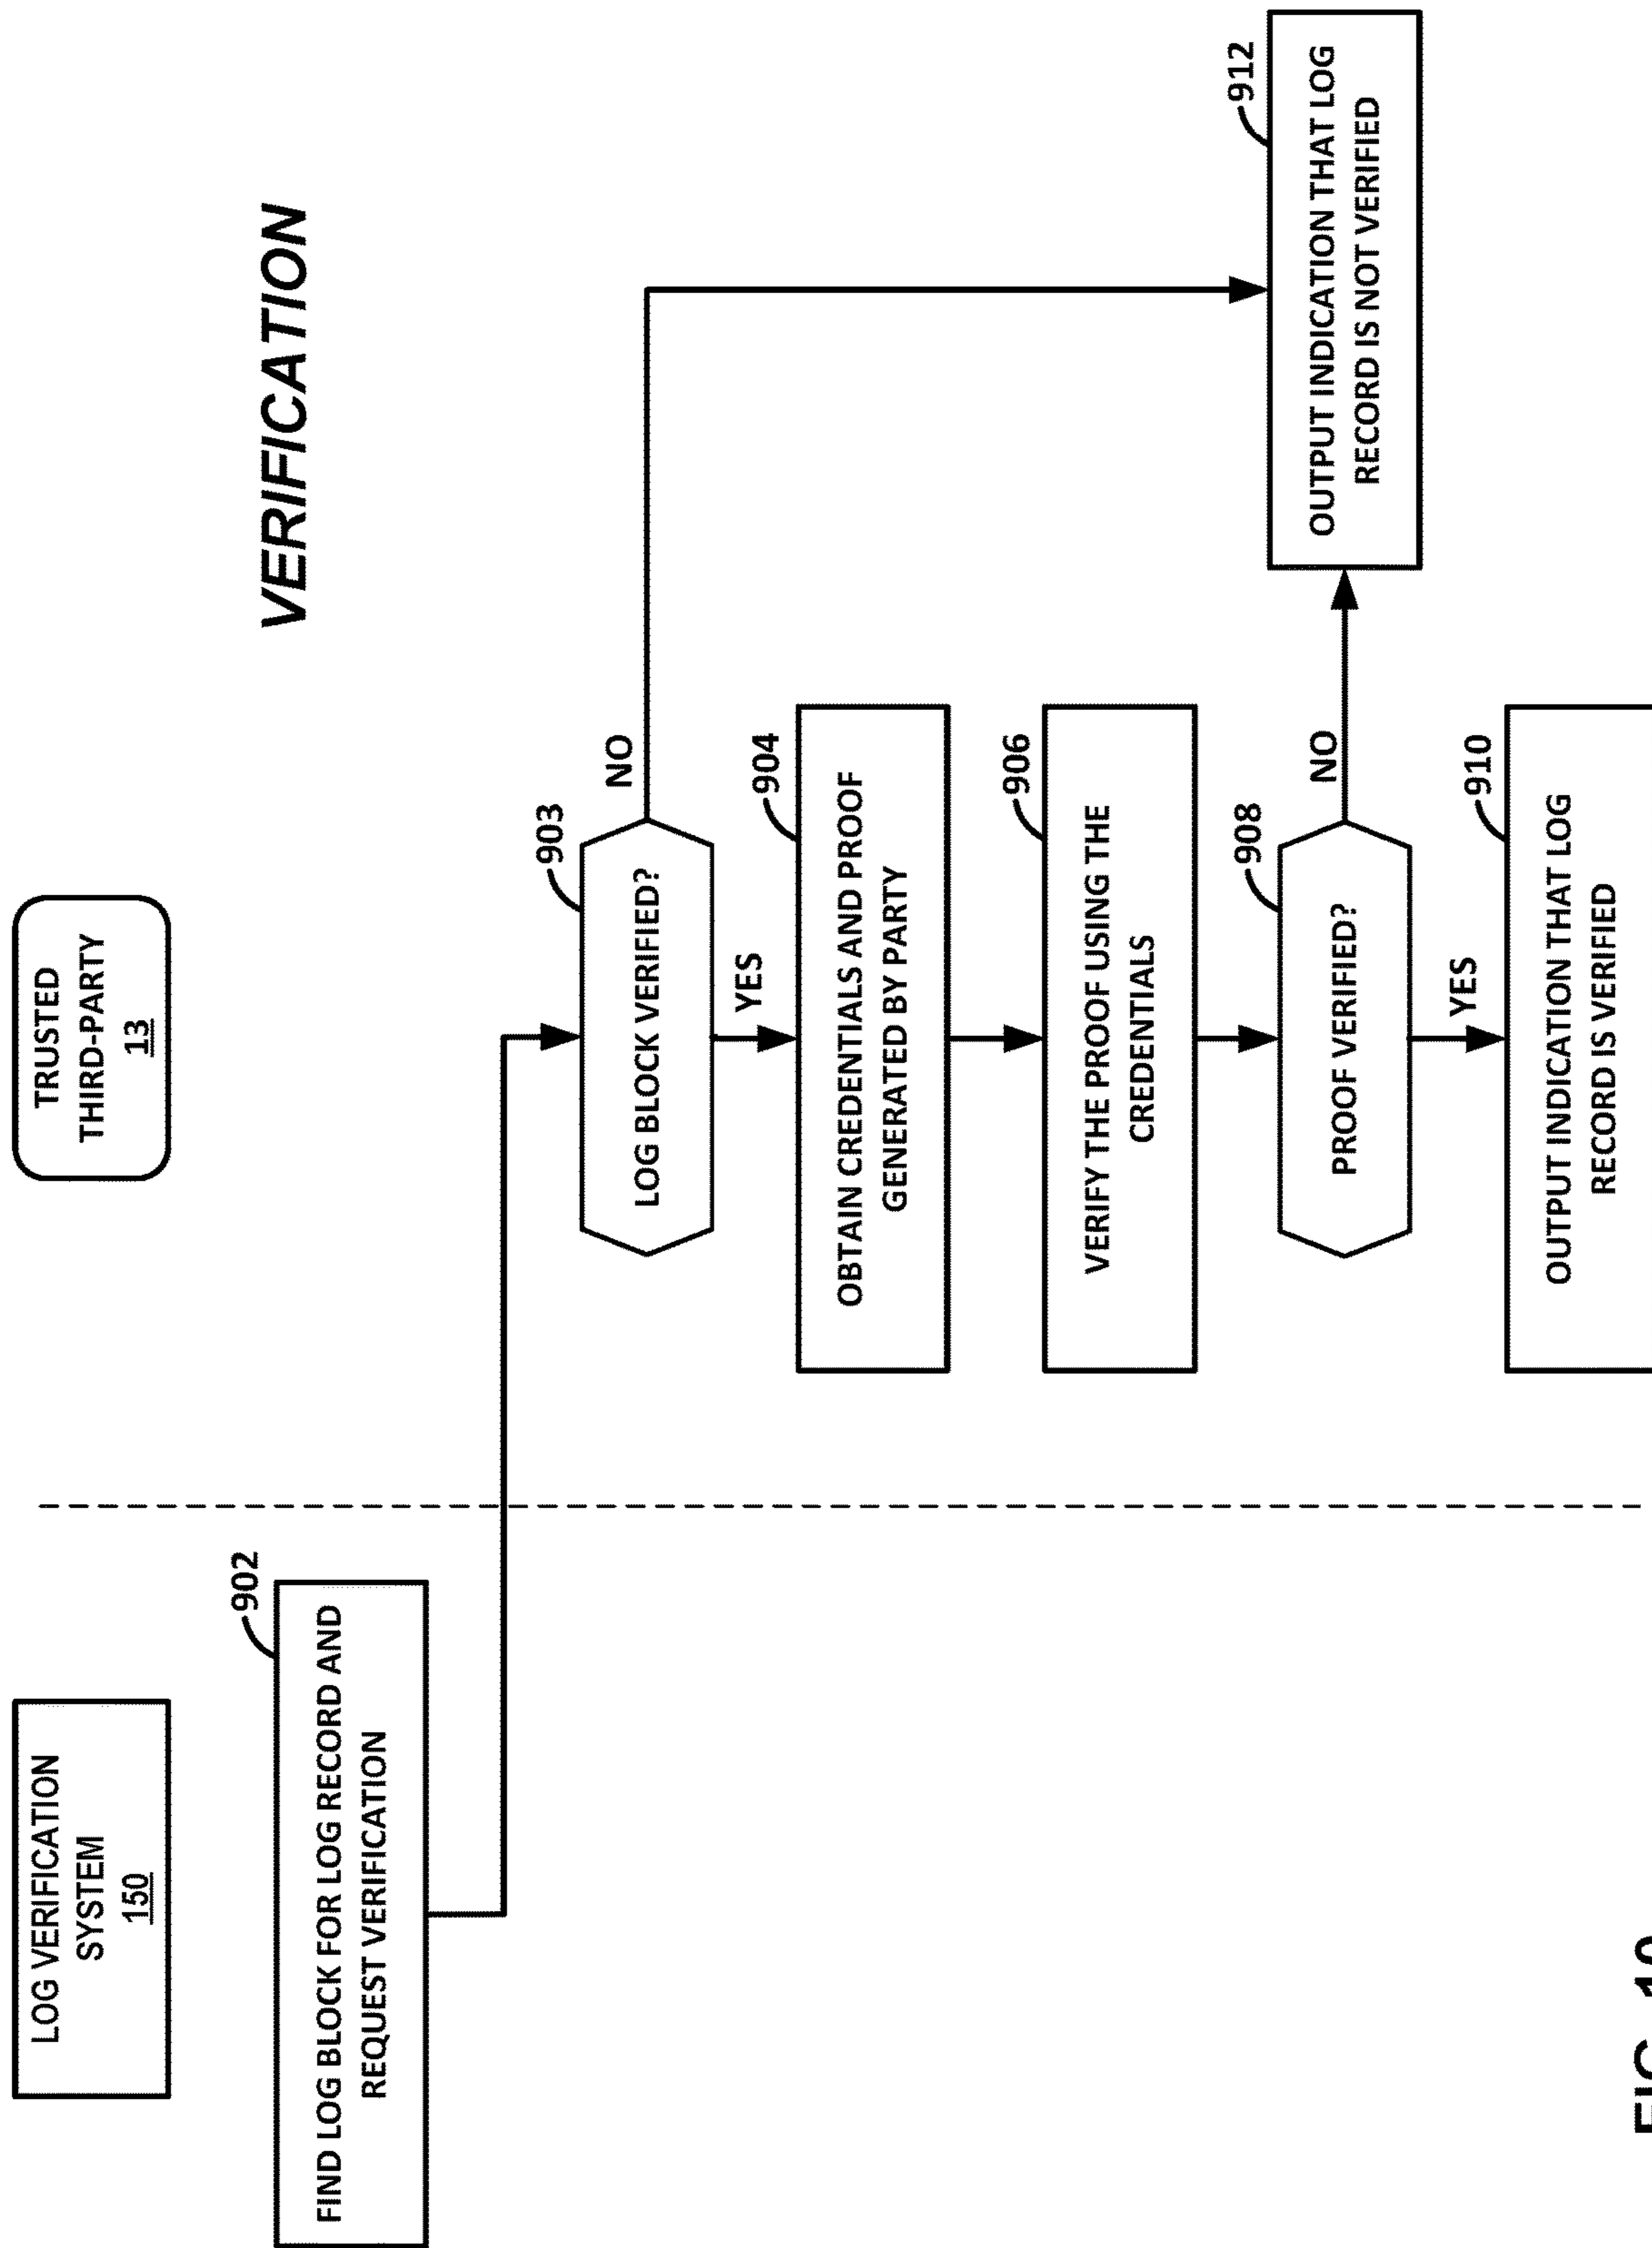 LOG VERIFICATION
SYSTEM
150
TRUSTED
THIRD-PARTY
13
VERIFICATION
902
FIND LOG BLOCK FOR LOG RECORD AND
REQUEST VERIFICATION
903
LOG BLOCK VERIFIED?
NO
YES
904
OBTAIN CREDENTIALS AND PROOF
GENERATED BY PARTY
906
VERIFY THE PROOF USING THE
CREDENTIALS
908
PROOF VERIFIED?
NO
912
OUTPUT INDICATION THAT LOG
RECORD IS NOT VERIFIED
YES
910
OUTPUT INDICATION THAT LOG
RECORD IS VERIFIED
FIG. 10